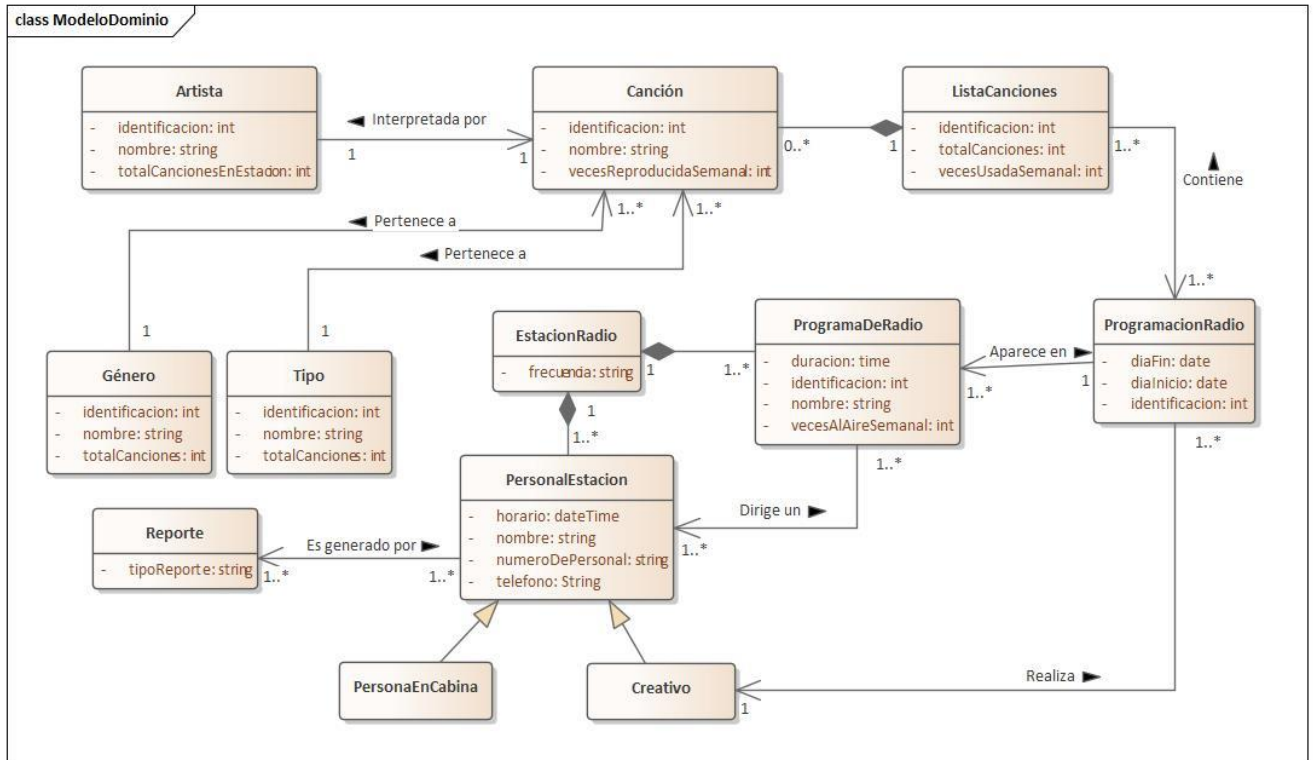 class ModeloDominio
Artista
- identificacion: int
- nombre: string
- totalCancionesEnEstacion: int
◄ Interpretada por
1
1
Canción
- identificacion: int
- nombre: string
- vecesReproducidaSemanal: int
0..*
1
ListaCanciones
- identificacion: int
- totalCanciones: int
- vecesUsadaSemanal: int
1..*
Contiene
1..*
◄ Pertenece a
1..*
1..*
◄ Pertenece a
1
1
Género
- identificacion: int
- nombre: string
- totalCanciones: int
Tipo
- identificacion: int
- nombre: string
- totalCanciones: int
EstacionRadio
- frecuencia: string
1
1..*
1
1..*
ProgramaDeRadio
- duracion: time
- identificacion: int
- nombre: string
- vecesAlAireSemanal: int
Aparece en ►
1..*
1
ProgramacionRadio
- diaFin: date
- diaInicio: date
- identificacion: int
1..*
1..*
Dirige un ►
1..*
PersonalEstacion
- horario: dateTime
- nombre: string
- numeroDePersonal: string
- telefono: String
Reporte
- tipoReporte: string
Es generado por ►
1..*
1..*
PersonaEnCabina
Creativo
Realiza ►
1